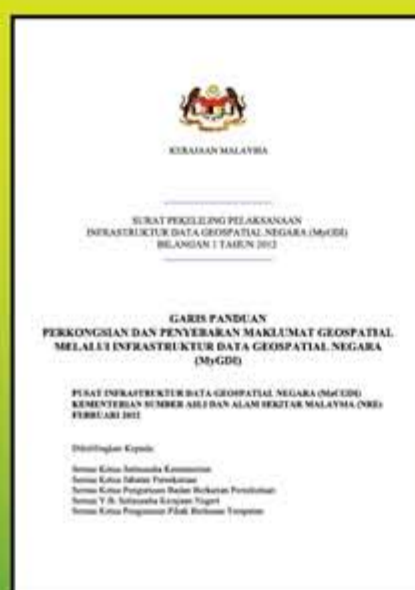 KERAJAAN MALAYSIA
SURAT PEKELILING PELAKSANAAN
INFRASTRUKTUR DATA GEOSPATIAL NEGARA (MyGDI)
BILANGAN 1 TAHUN 2012
GARIS PANDUAN
PERKONGSIAN DAN PENYEBARAN MAKLUMAT GEOSPATIAL
MELALUI INFRASTRUKTUR DATA GEOSPATIAL NEGARA
(MyGDI)
PUSAT INFRASTRUKTUR DATA GEOSPATIAL NEGARA (MaCGDI)
KEMENTERIAN SUMBER ASLI DAN ALAM SEKITAR MALAYSIA (NRE)
FEBRUARI 2012
Dikelilingkan Kepada:
Semua Ketua Setiausaha Kementerian
Semua Ketua Jabatan Persekutuan
Semua Ketua Pengurusan Badan Berkanun Persekutuan
Semua Y.B. Setiausaha Kerajaan Negeri
Semua Ketua Pengurusan Pihak Berkuasa Tempatan